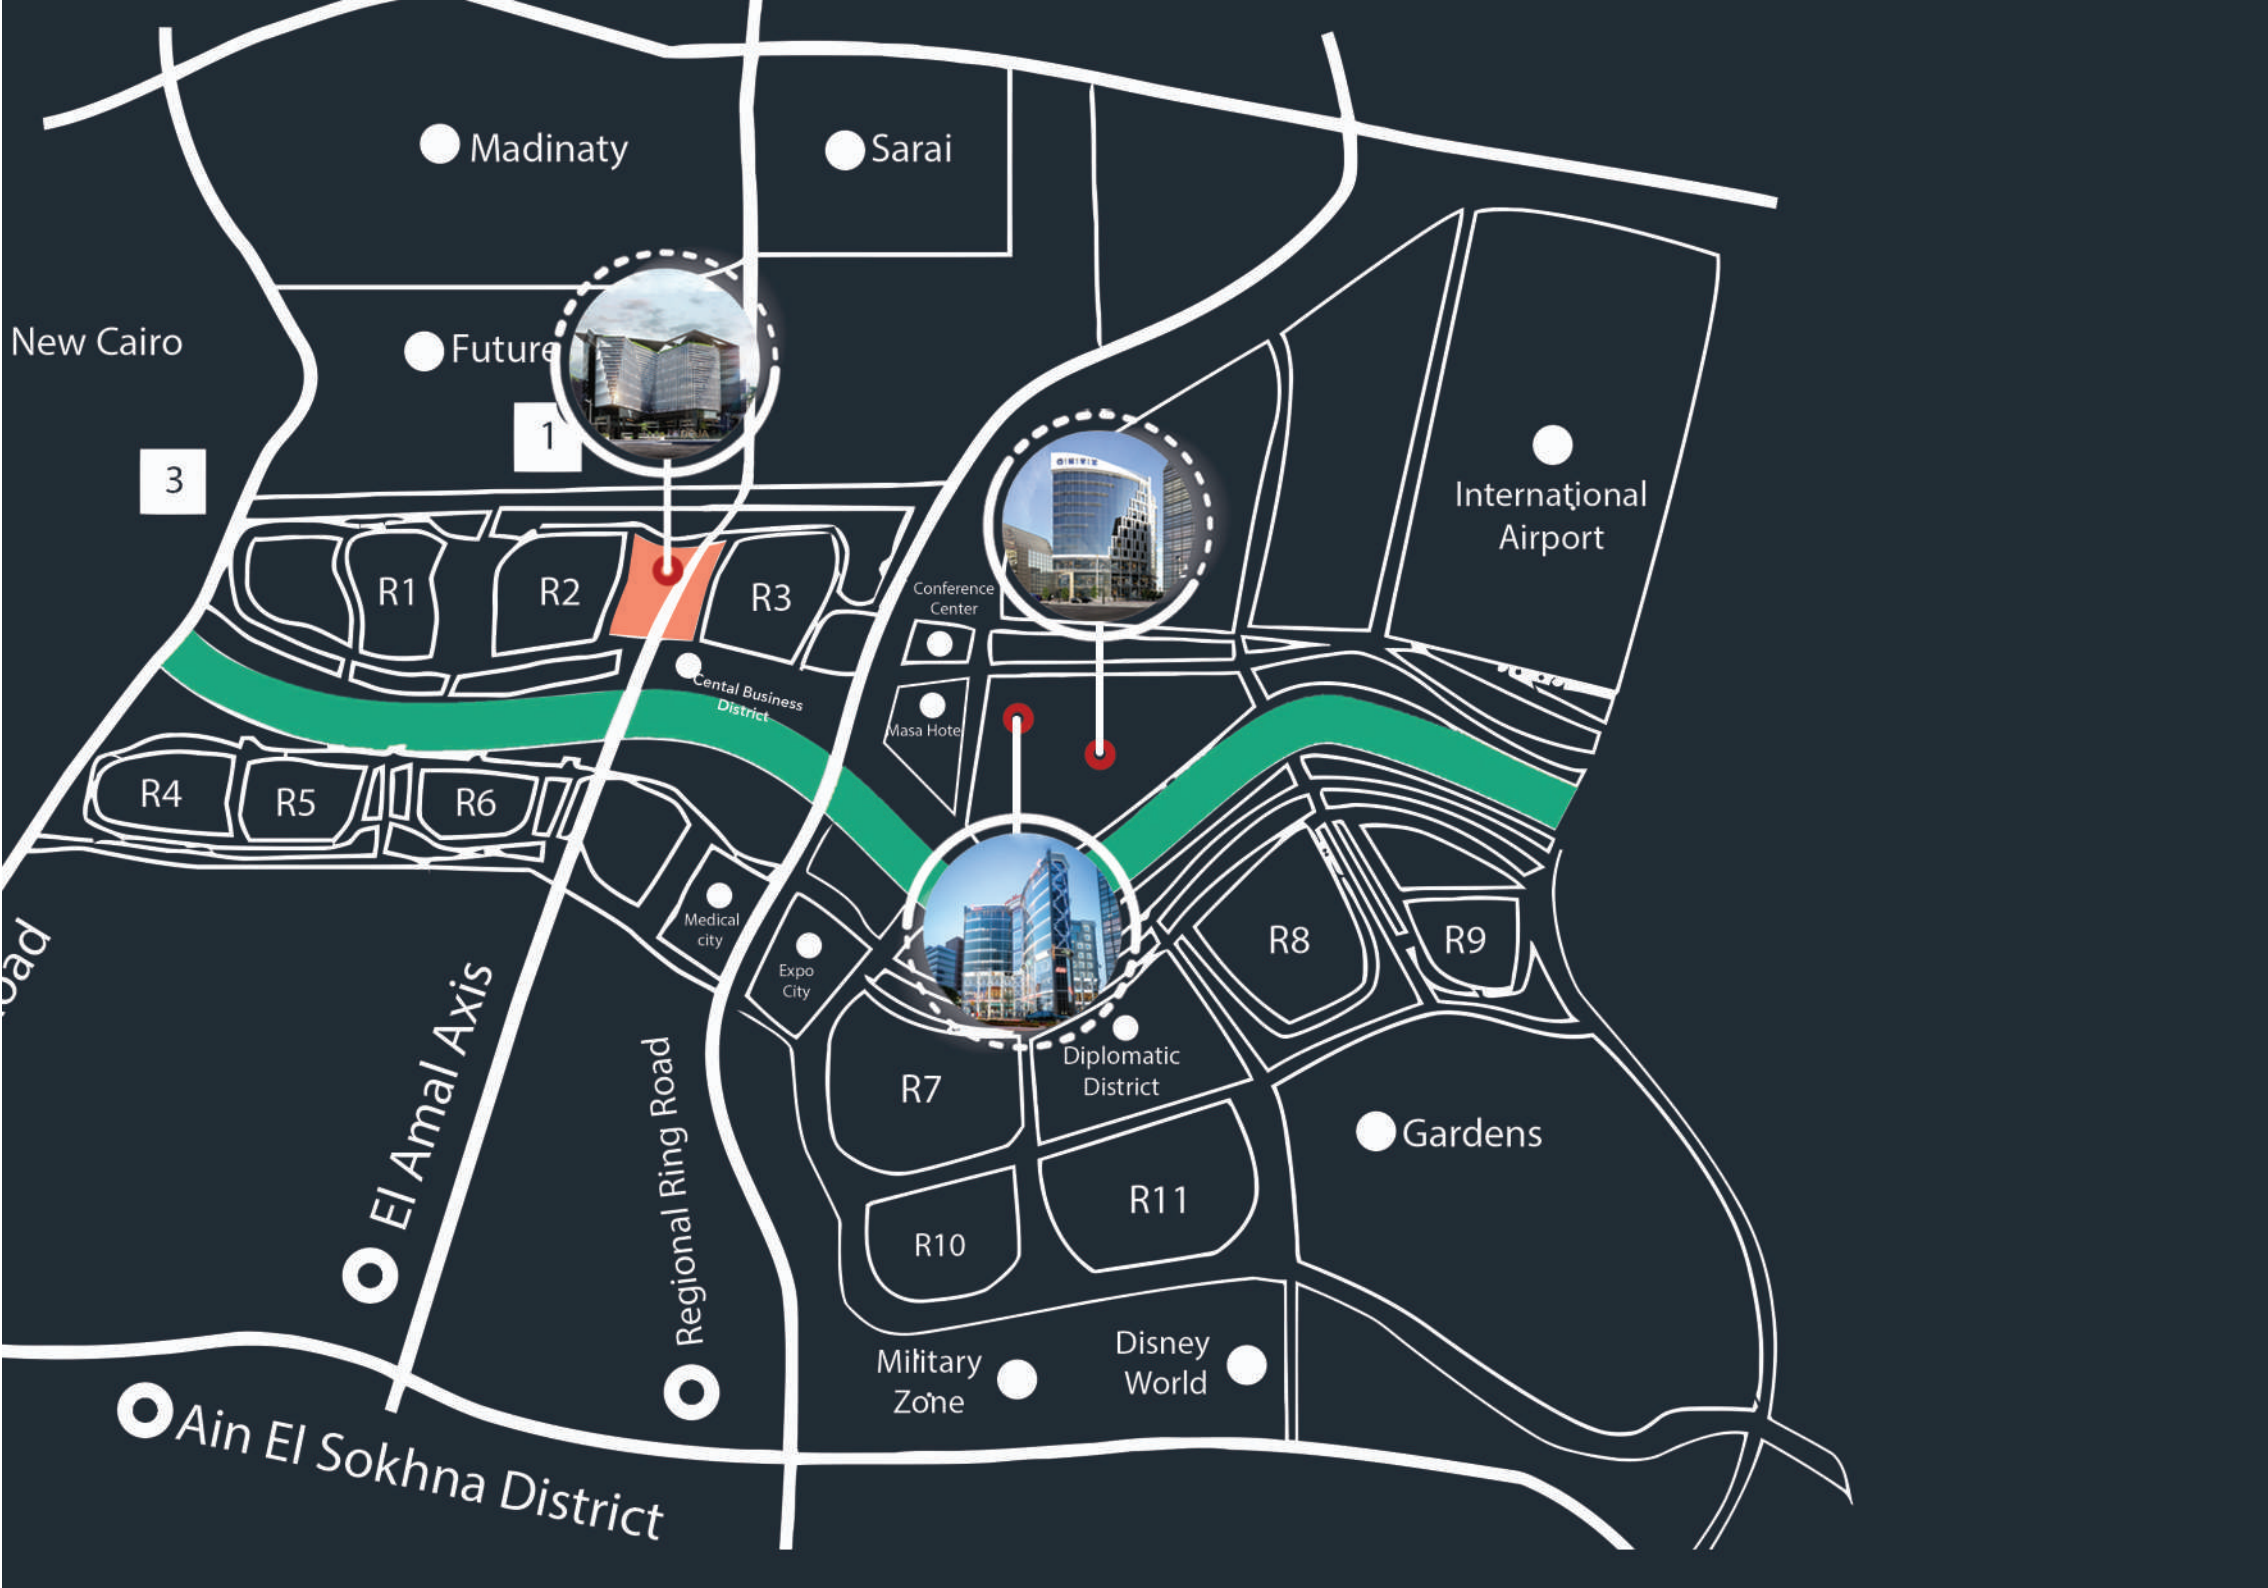 Madinaty
Sarai
New Cairo
Future
1
3
International
Airport
R1
R2
R3
Conference
Center
Cental Business
District
Masa Hote
R4
R5
R6
Medical
city
Expo
City
R8
R9
oad
El Amal Axis
Regional Ring Road
Diplomatic
District
R7
Gardens
R11
R10
Military
Zone
Disney
World
Ain El Sokhna District